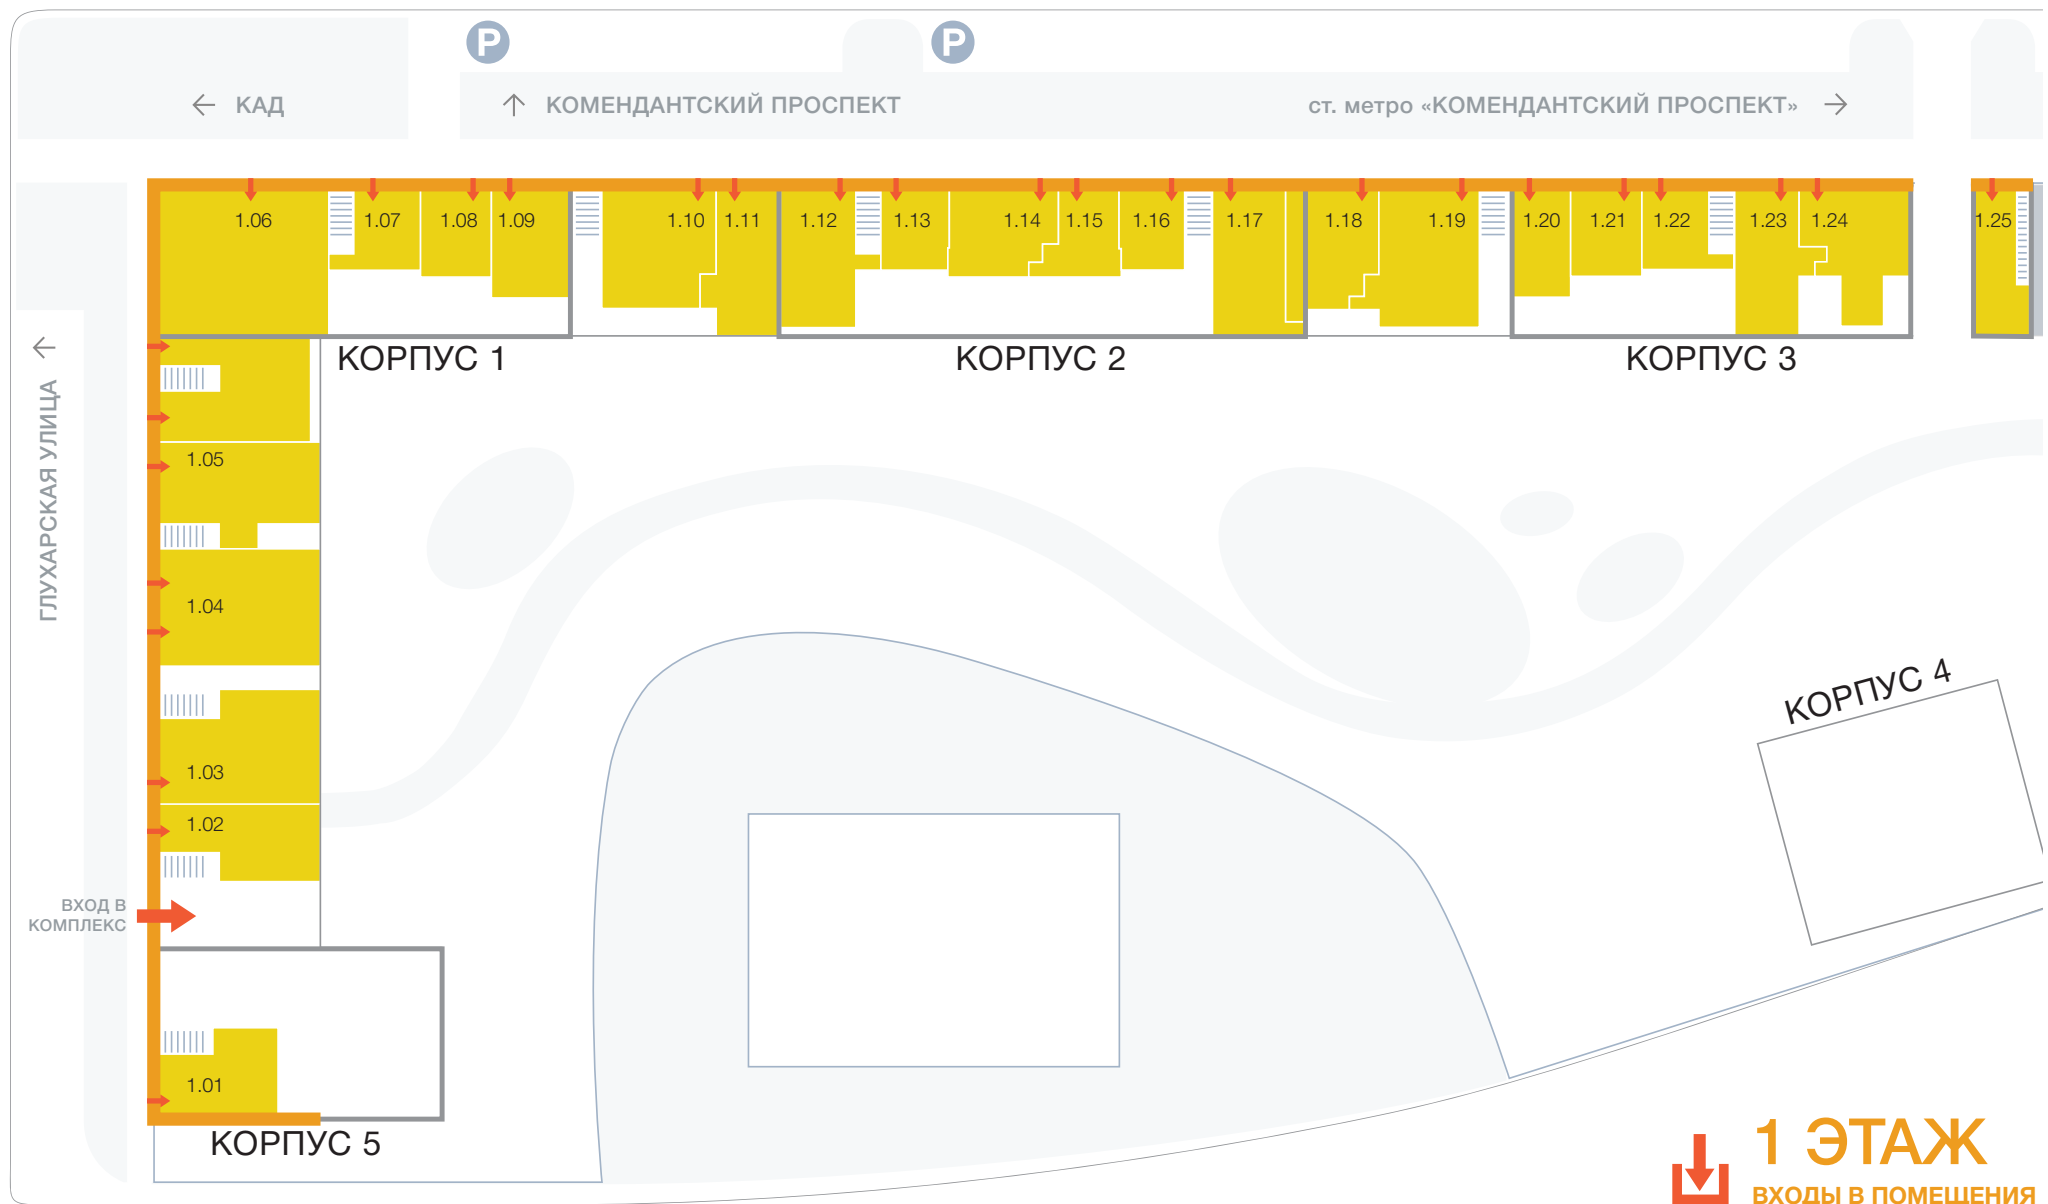 P
P
КАД
КОМЕНДАНТСКИЙ ПРОСПЕКТ
ст. метро «КОМЕНДАНТСКИЙ ПРОСПЕКТ»
1.06
1.07
1.08
1.09
1.10
1.11
1.12
1.13
1.14
1.15
1.16
1.17
1.18
1.19
1.20
1.21
1.22
1.23
1.24
1.25
КОРПУС 1
КОРПУС 2
КОРПУС 3
ГЛУХАРСКАЯ УЛИЦА
1.05
1.04
КОРПУС 4
1.03
1.02
ВХОД В
КОМПЛЕКС
1.01
КОРПУС 5
1 ЭТАЖ
ВХОДЫ В ПОМЕЩЕНИЯ